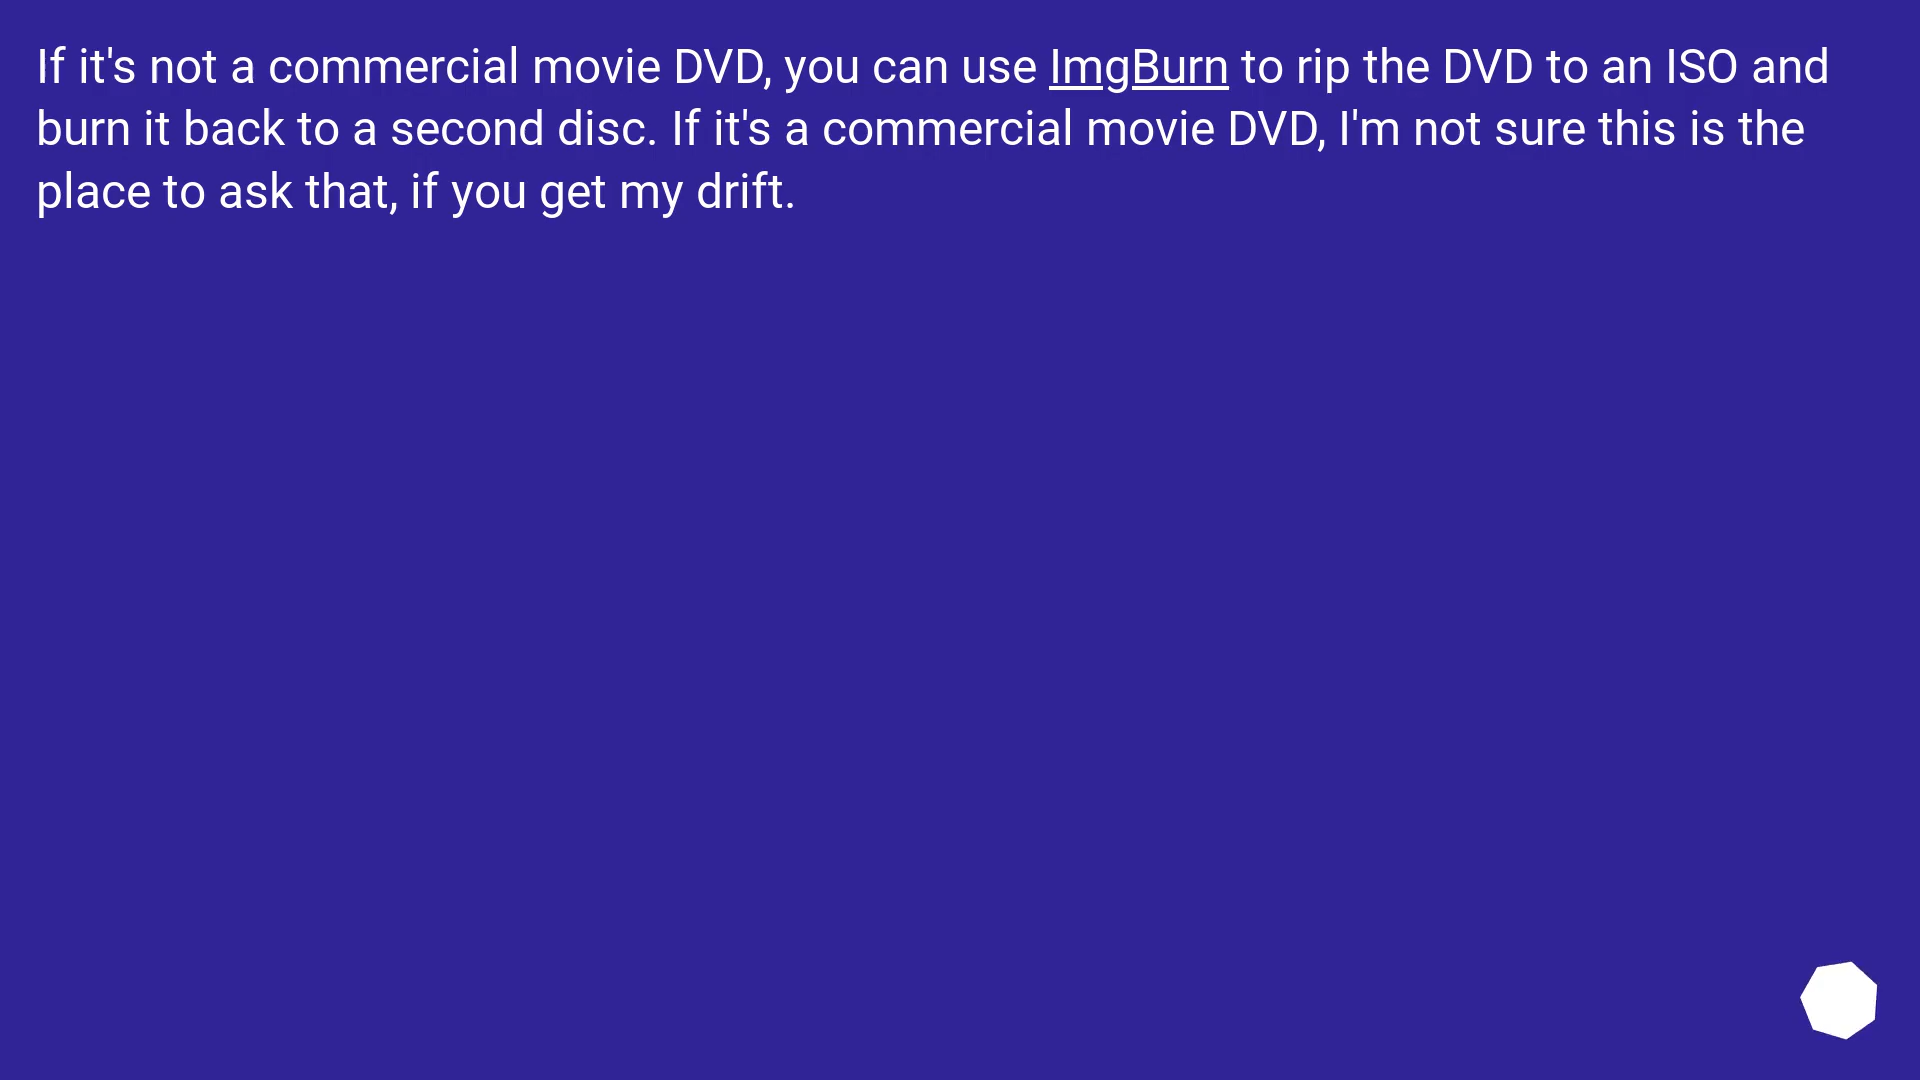 If it's not a commercial movie DVD, you can use ImgBurn to rip the DVD to an ISO and
burn it back to a second disc. If it's a commercial movie DVD, I'm not sure this is the
place to ask that, if you get my drift.